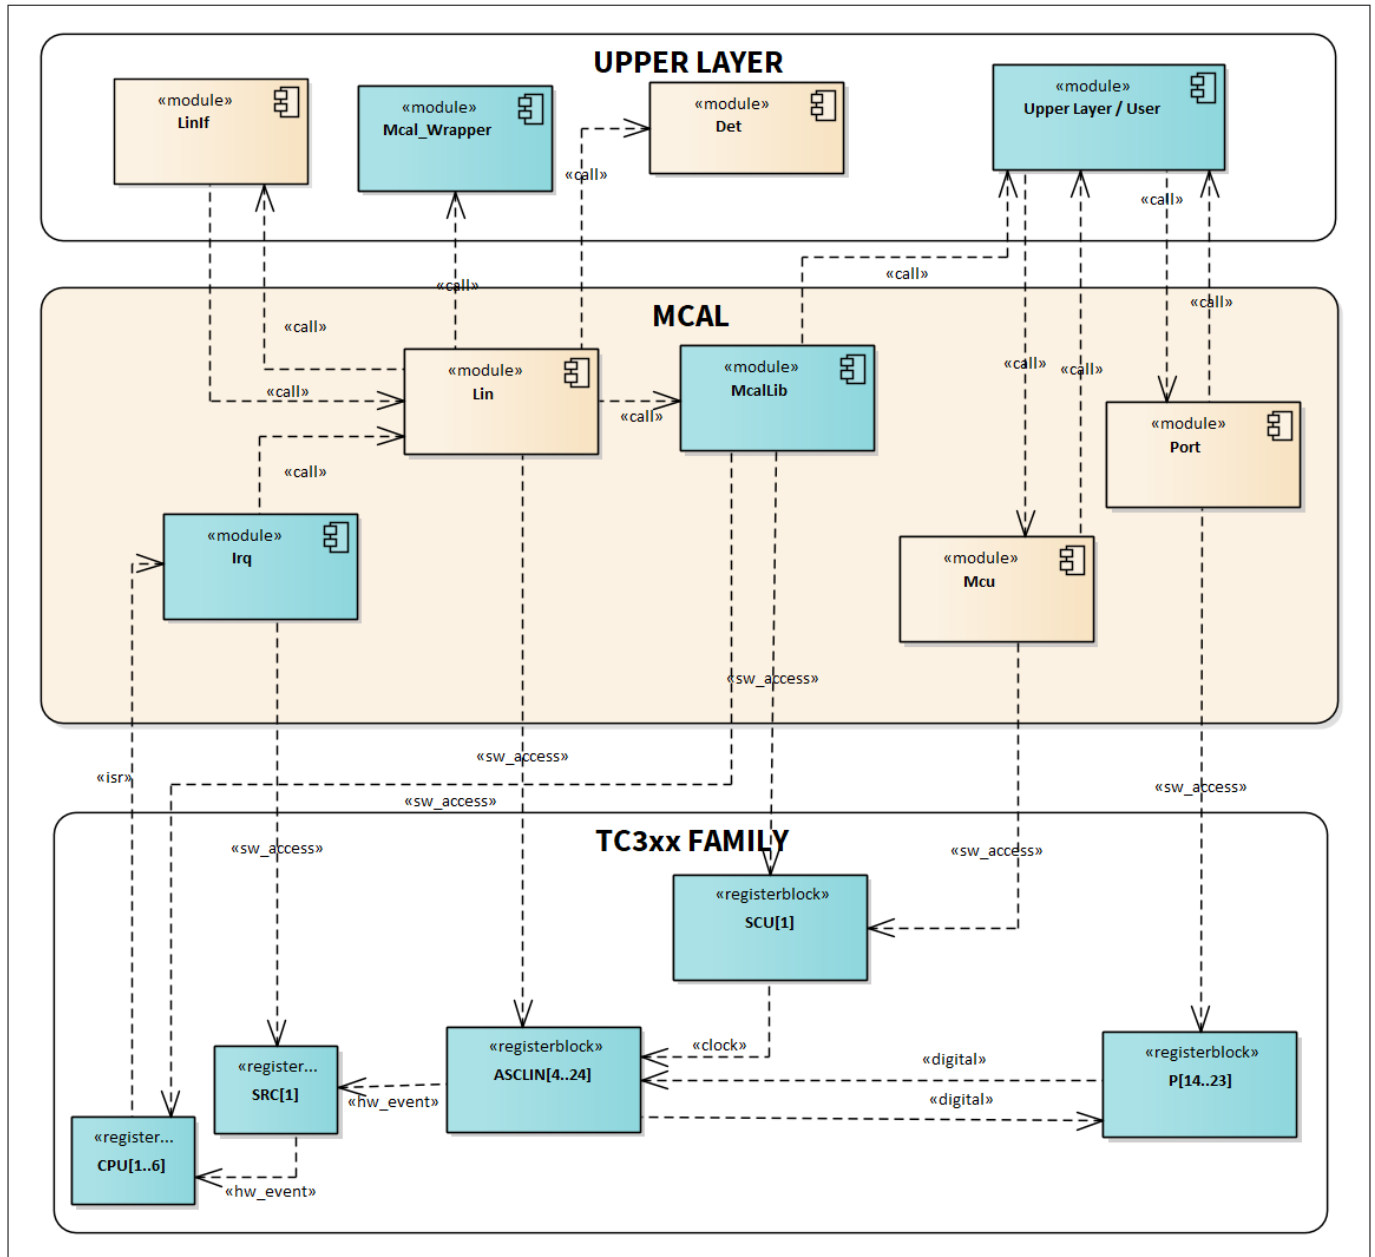 UPPER LAYER
«module»
LinIf
«module»
Mcal_Wrapper
«module»
Det
«module»
Upper Layer / User
«call»
«call»
«call»
«call»
«call»
MCAL
«call»
«call»
«call»
«call»
«call»
«call»
«module»
Lin
«module»
McalLib
«module»
Port
«module»
Irq
«module»
Mcu
«sw_access»
«sw_access»
«isr»
«sw_access»
«sw_access»
«sw_access»
«sw_access»
TC3xx FAMILY
«registerblock»
SCU[1]
«clock»
«registerblock»
ASCLIN[4..24]
«digital»
«digital»
«registerblock»
P[14..23]
«register...
SRC[1]
«hw_event»
«register...
CPU[1..6]
«hw_event»